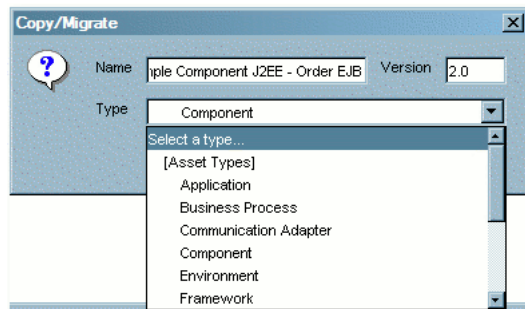 Copy/Migrate
Name
mple Component J2EE - Order EJB
Version
2.0
Type
Component
Select a type...
[Asset Types]
Application
Business Process
Communication Adapter
Component
Environment
Framework